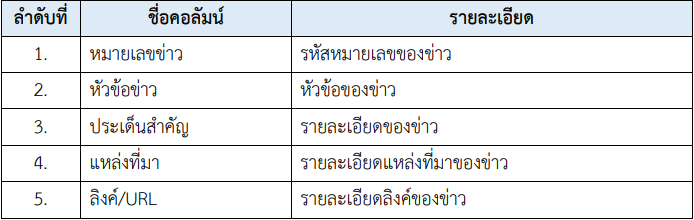 ลำดับที่ ชื่อคอลัมน์ รายละเอียด
1. หมายเลขข่าว รหัสหมายเลขของข่าว
2. หัวข้อข่าว หัวข้อของข่าว
3. ประเด็นสำคัญ รายละเอียดของข่าว
4. แหล่งที่มา รายละเอียดแหล่งที่มาของข่าว
5. ลิงค์/URL รายละเอียดลิงค์ของข่าว